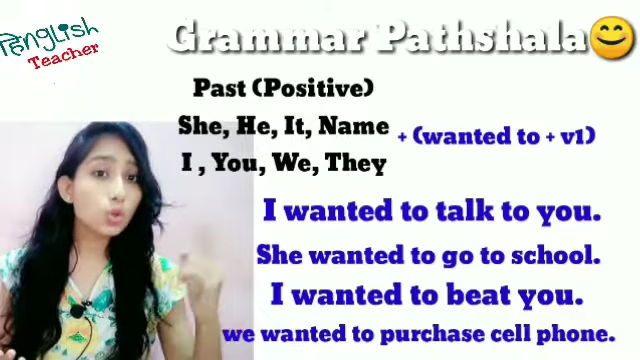 हिnglish
Teacher
Grammar Pathshala😊
Past (Positive)
She, He, It, Name
I , You, We, They
+ (wanted to + v1)
I wanted to talk to you.
She wanted to go to school.
I wanted to beat you.
we wanted to purchase cell phone.